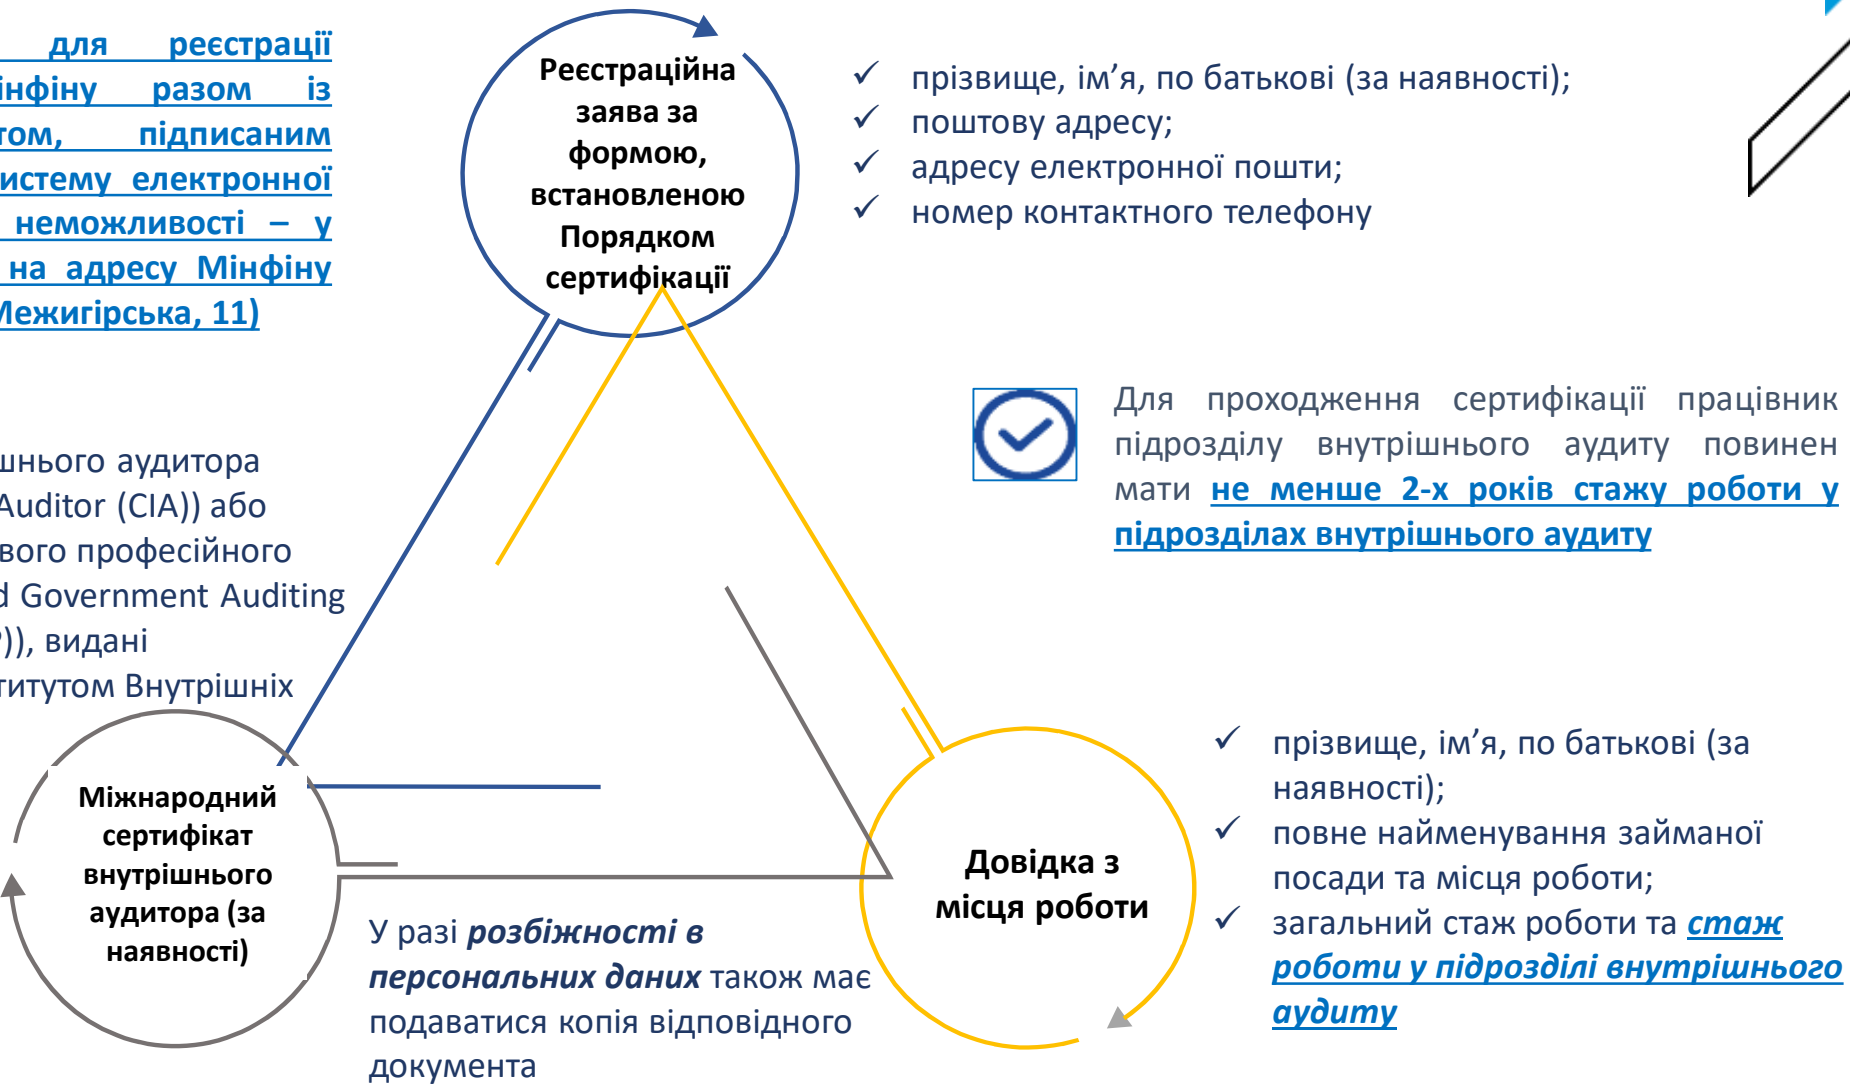 для реєстрації
інфіну разом із
том, підписаним
истему електронної
неможливості – у
на адресу Мінфіну
Межигірська, 11)
Реєстраційна
заява за
формою,
встановленою
Порядком
сертифікації
✓ прізвище, ім’я, по батькові (за наявності);
✓ поштову адресу;
✓ адресу електронної пошти;
✓ номер контактного телефону
Для проходження сертифікації працівник
підрозділу внутрішнього аудиту повинен
мати не менше 2-х років стажу роботи у
підрозділах внутрішнього аудиту
шнього аудитора
Auditor (CIA)) або
вого професійного
d Government Auditing
)), видані
титутом Внутрішніх
Міжнародний
сертифікат
внутрішнього
аудитора (за
наявності)
У разі розбіжності в
персональних даних також має
подаватися копія відповідного
документа
Довідка з
місця роботи
✓ прізвище, ім’я, по батькові (за
наявності);
✓ повне найменування займаної
посади та місця роботи;
✓ загальний стаж роботи та стаж
роботи у підрозділі внутрішнього
аудиту